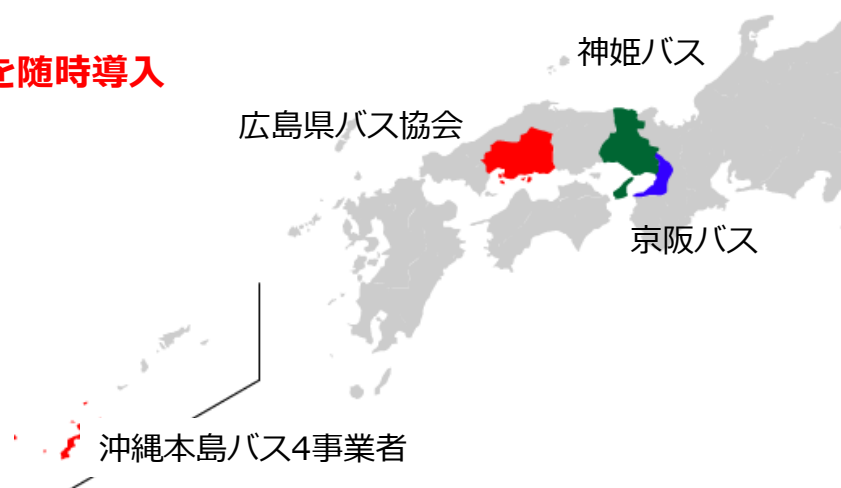 を随時導入
神姫バス
広島県バス協会
京阪バス
沖縄本島バス4事業者